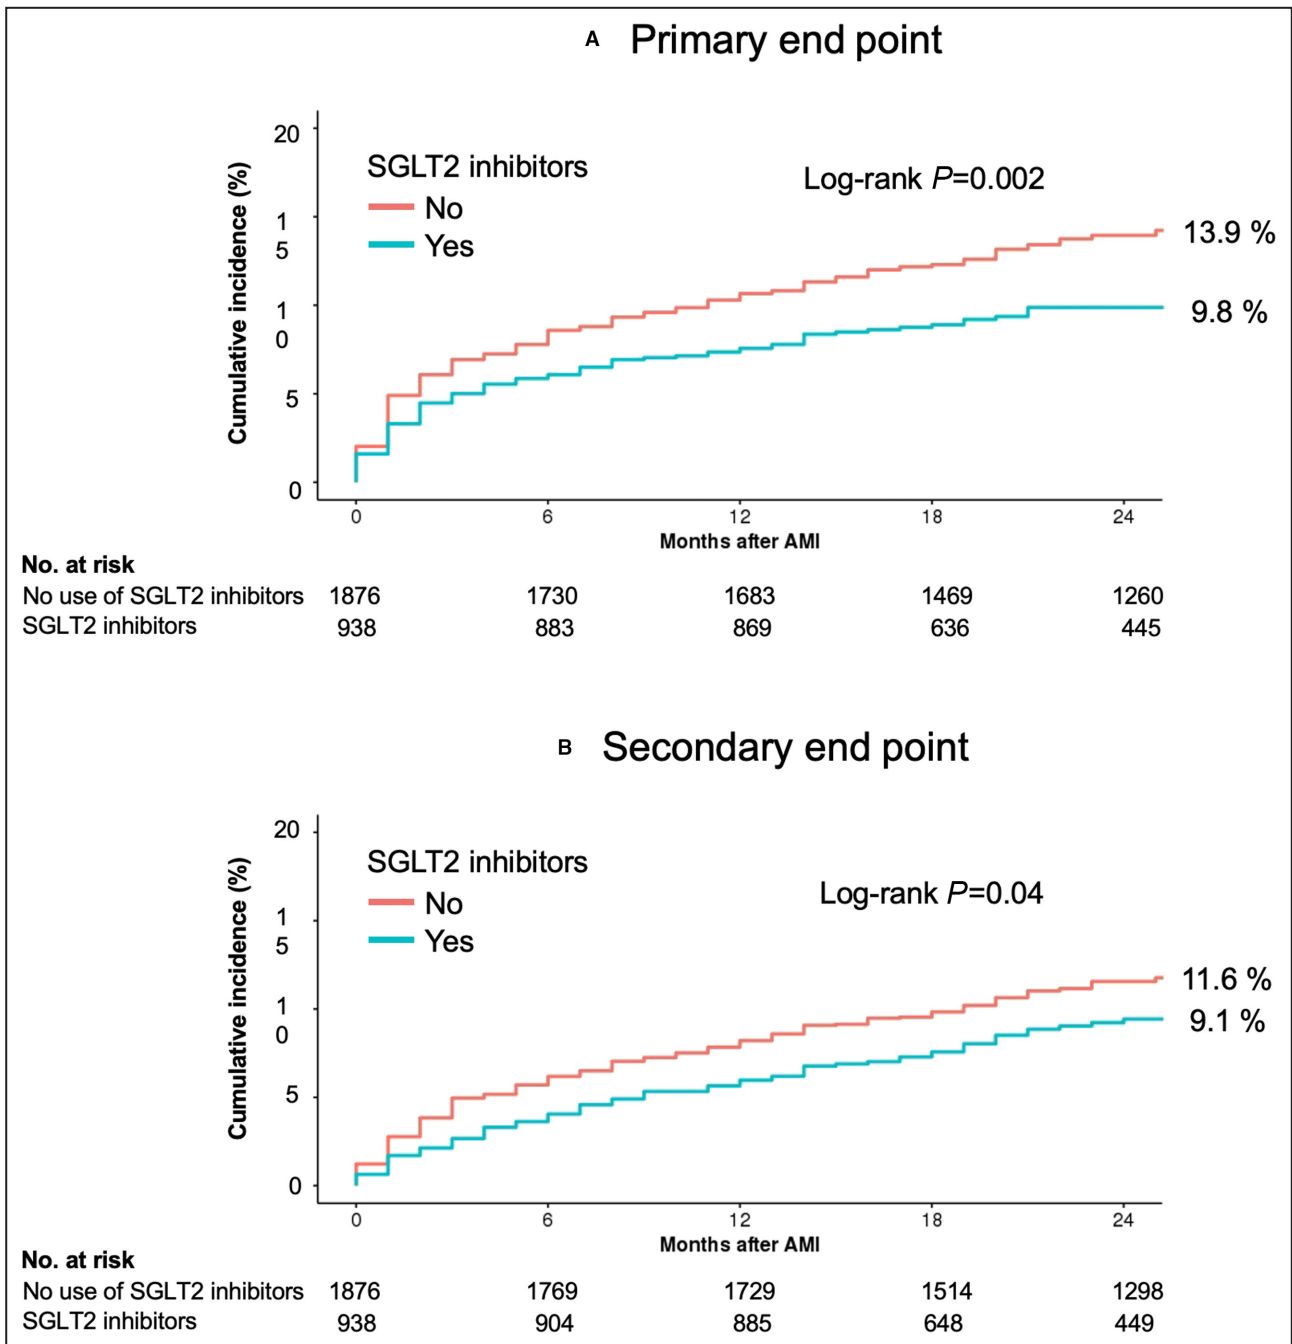 A Primary end point
20
1
5
1
0
5
0
Cumulative incidence (%)
SGLT2 inhibitors
No
Yes
Log-rank P=0.002
13.9 %
9.8 %
0 6 12 18 24
Months after AMI
No. at risk
No use of SGLT2 inhibitors 1876 1730 1683 1469 1260
SGLT2 inhibitors 938 883 869 636 445
B Secondary end point
20
1
5
1
0
5
0
Cumulative incidence (%)
SGLT2 inhibitors
No
Yes
Log-rank P=0.04
11.6 %
9.1 %
0 6 12 18 24
Months after AMI
No. at risk
No use of SGLT2 inhibitors 1876 1769 1729 1514 1298
SGLT2 inhibitors 938 904 885 648 449